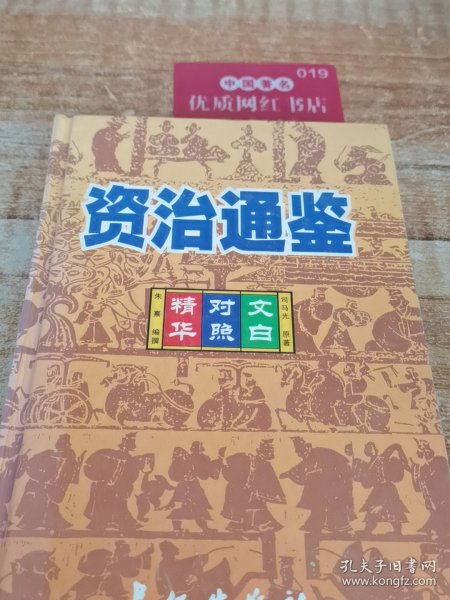 019
中国著名
优质网红书店
资治通鉴
司马光 原著
文白
对照
精华
朱熹 编撰
孔夫子旧书网
www.kongfz.com